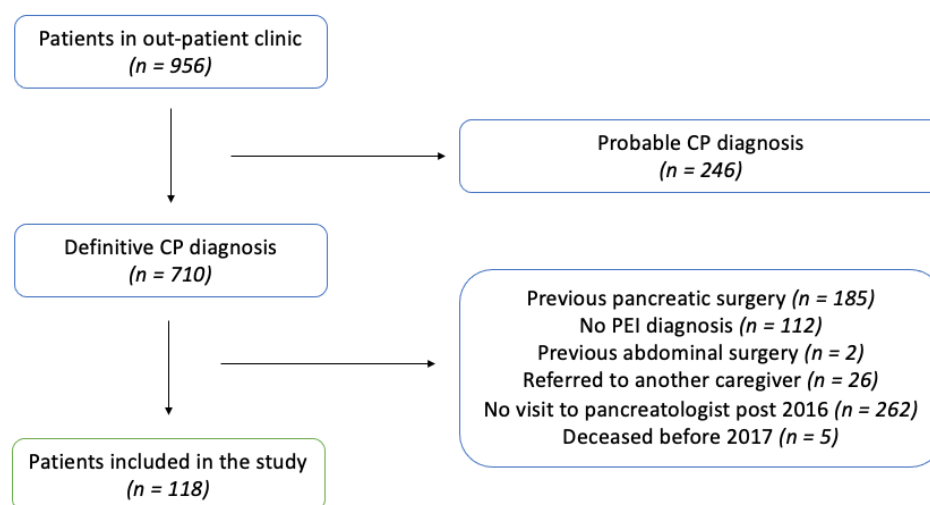 Patients in out-patient clinic
(n = 956)
Probable CP diagnosis
(n = 246)
Definitive CP diagnosis
(n = 710)
Previous pancreatic surgery (n = 185)
No PEI diagnosis (n = 112)
Previous abdominal surgery (n = 2)
Referred to another caregiver (n = 26)
No visit to pancreatologist post 2016 (n = 262)
Deceased before 2017 (n = 5)
Patients included in the study
(n = 118)